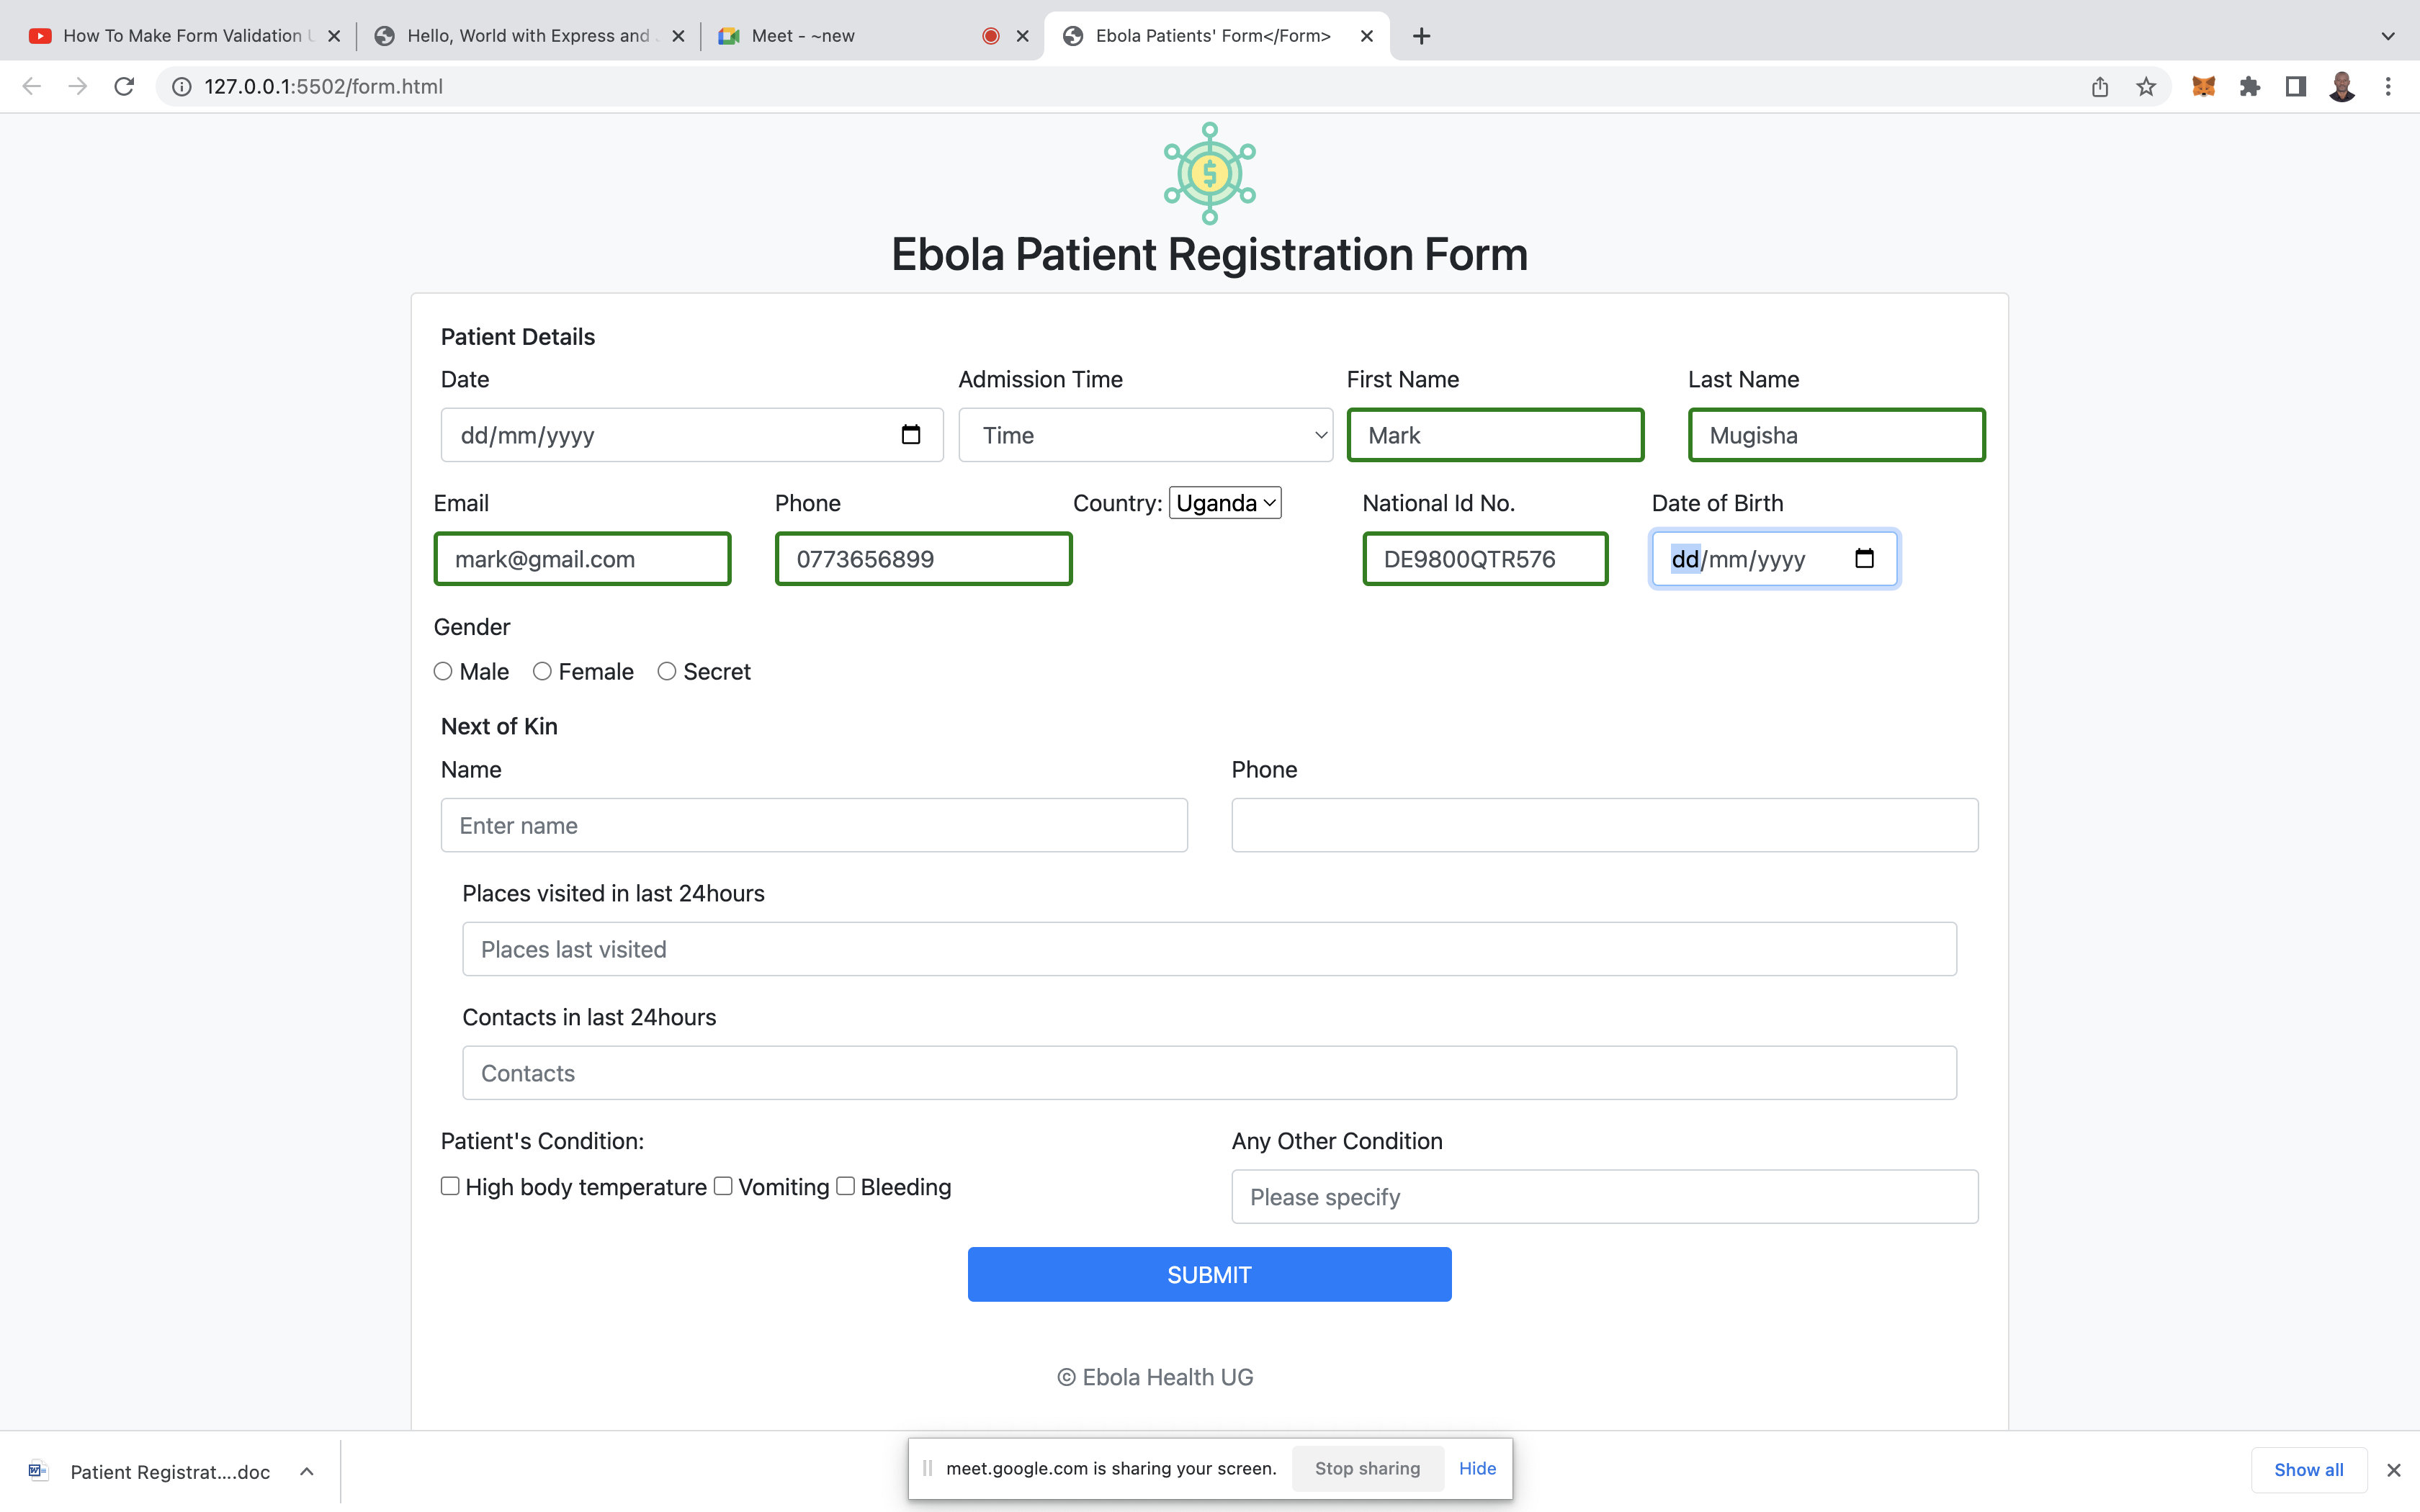 How To Make Form Validation U
Hello, World with Express and J
Meet - ~new
Ebola Patients' Form</Form>
127.0.0.1:5502/form.html
$
Ebola Patient Registration Form
Patient Details
Date Admission Time First Name Last Name
dd/mm/yyyy Time Mark Mugisha
Email Phone Country: Uganda National Id No. Date of Birth
mark@gmail.com 0773656899 DE9800QTR576 dd/mm/yyyy
Gender
Male Female Secret
Next of Kin
Name Phone
Enter name
Places visited in last 24hours
Places last visited
Contacts in last 24hours
Contacts
Patient's Condition: Any Other Condition
High body temperature Vomiting Bleeding
Please specify
SUBMIT
© Ebola Health UG
Patient Registrat....doc
meet.google.com is sharing your screen. Stop sharing Hide
Show all